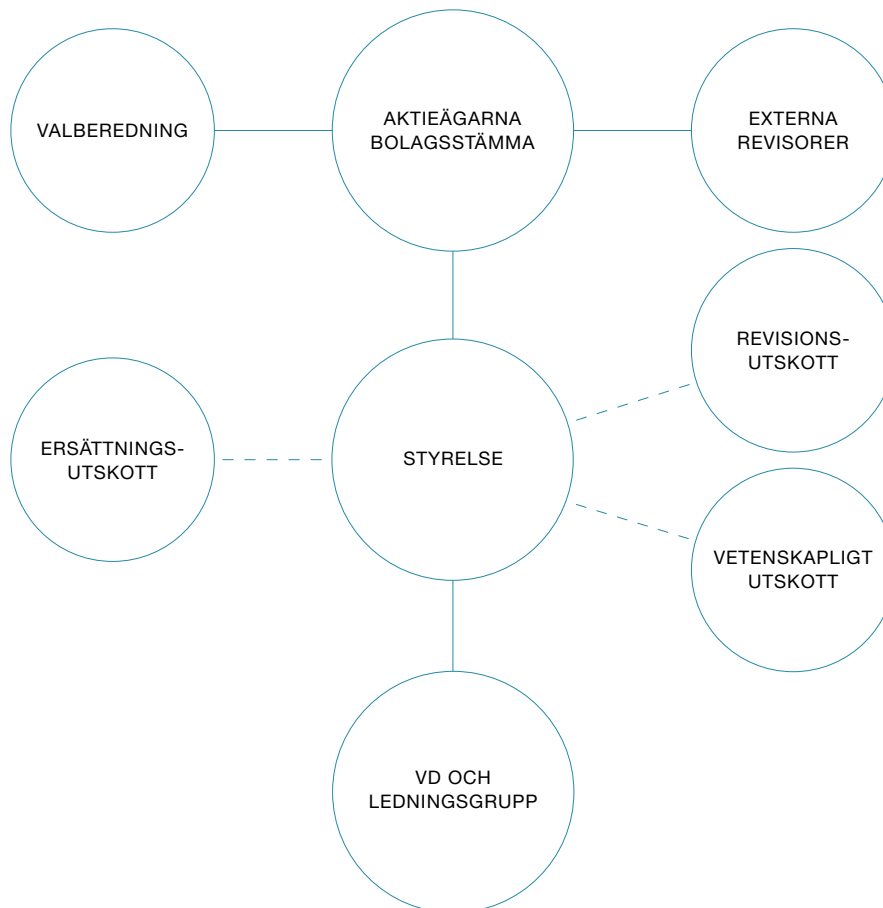 VALBEREDNING
AKTIEÄGARNA
BOLAGSSTÄMMA
EXTERNA
REVISORER
REVISIONS-
UTSKOTT
ERSÄTTNINGS-
UTSKOTT
STYRELSE
VETENSKAPLIGT
UTSKOTT
VD OCH
LEDNINGSGRUPP